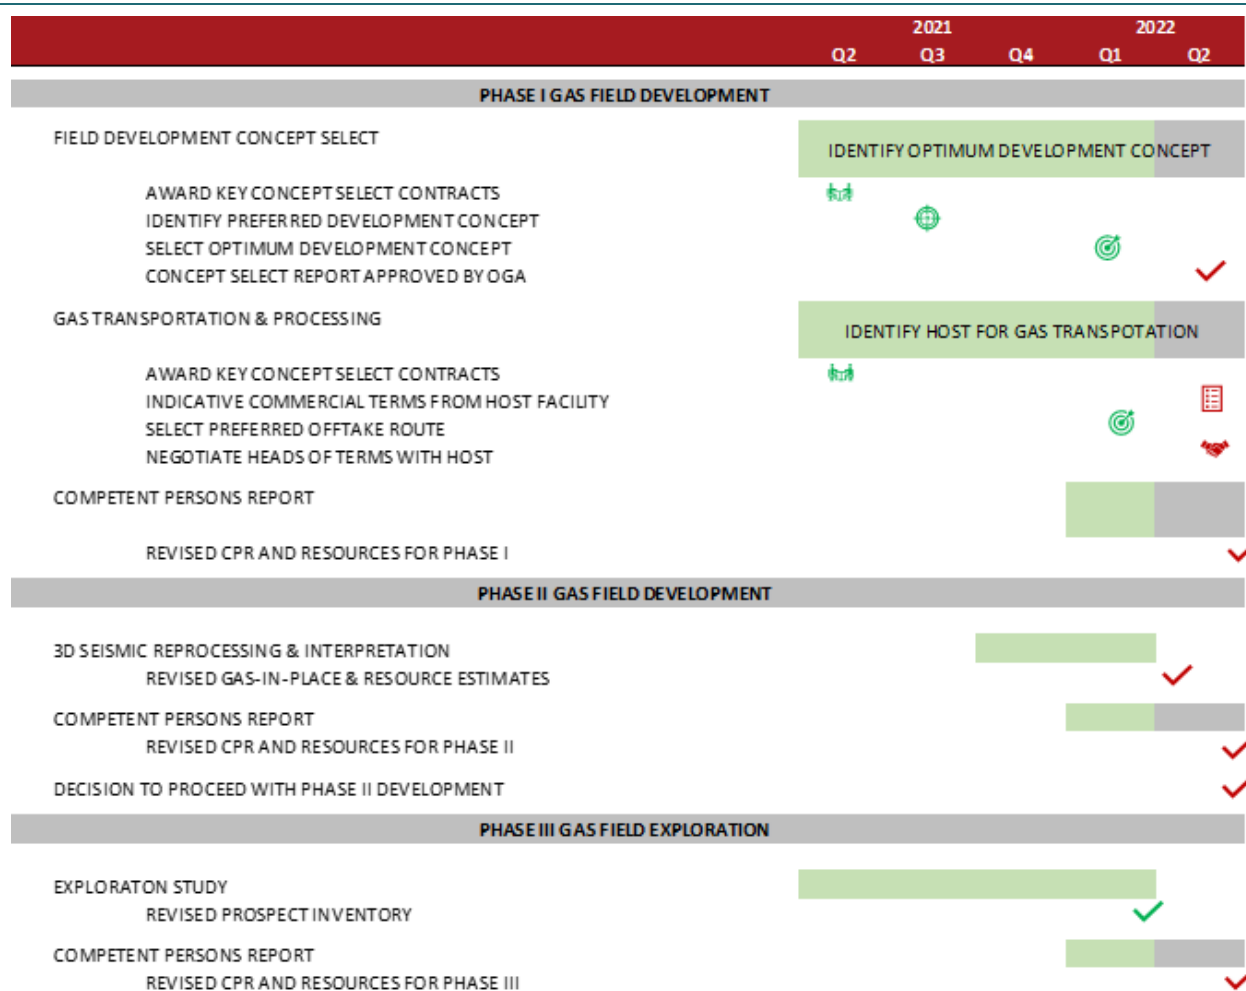 2021 2022
Q2 Q3 Q4 Q1 Q2
PHASE I GAS FIELD DEVELOPMENT
FIELD DEVELOPMENT CONCEPT SELECT
IDENTIFY OPTIMUM DEVELOPMENT CONCEPT
AWARD KEY CONCEPT SELECT CONTRACTS
IDENTIFY PREFERRED DEVELOPMENT CONCEPT
SELECT OPTIMUM DEVELOPMENT CONCEPT
CONCEPT SELECT REPORT APPROVED BY OGA
GAS TRANSPORTATION & PROCESSING
IDENTIFY HOST FOR GAS TRANSPOTATION
AWARD KEY CONCEPT SELECT CONTRACTS
INDICATIVE COMMERCIAL TERMS FROM HOST FACILITY
SELECT PREFERRED OFFTAKE ROUTE
NEGOTIATE HEADS OF TERMS WITH HOST
COMPETENT PERSONS REPORT
REVISED CPR AND RESOURCES FOR PHASE I
PHASE II GAS FIELD DEVELOPMENT
3D SEISMIC REPROCESSING & INTERPRETATION
REVISED GAS-IN-PLACE & RESOURCE ESTIMATES
COMPETENT PERSONS REPORT
REVISED CPR AND RESOURCES FOR PHASE II
DECISION TO PROCEED WITH PHASE II DEVELOPMENT
PHASE III GAS FIELD EXPLORATION
EXPLORATON STUDY
REVISED PROSPECT INVENTORY
COMPETENT PERSONS REPORT
REVISED CPR AND RESOURCES FOR PHASE III